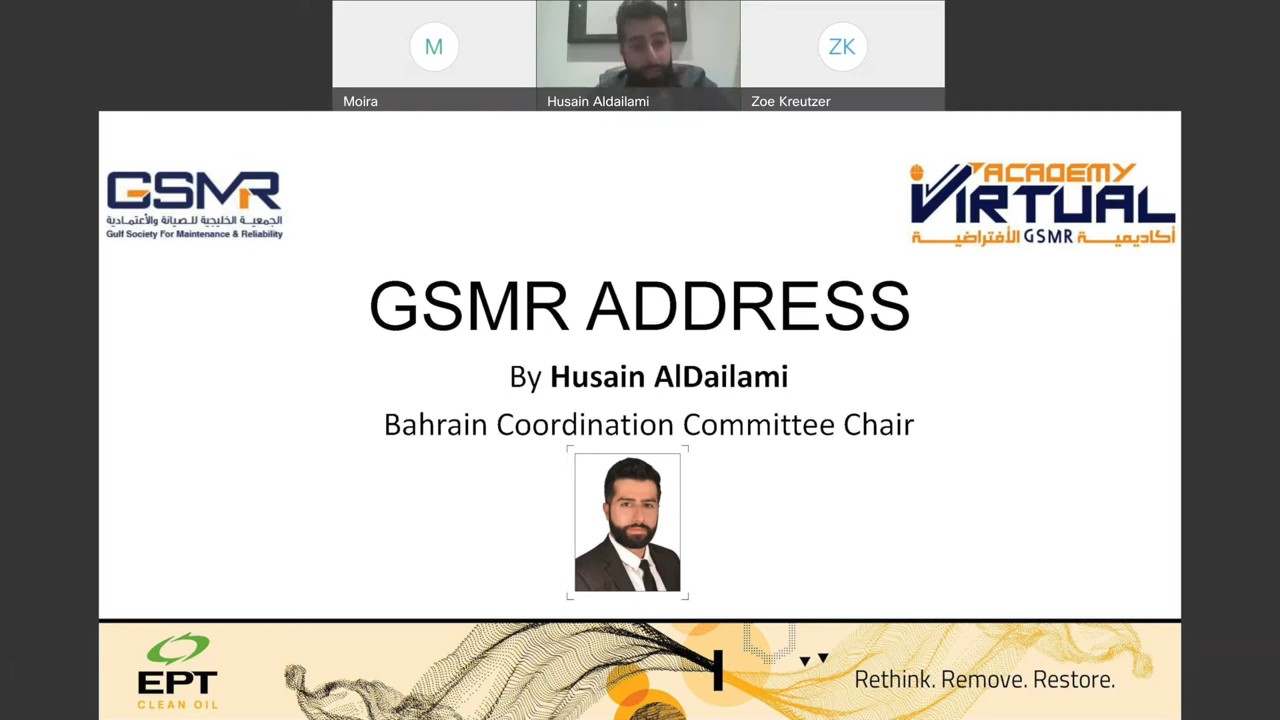 M
ZK
Moira
Husain Aldailami
Zoe Kreutzer
GSMR
الجمعية الخليجية للصيانة والأعتمادية
Gulf Society For Maintenance & Reliability
ACADEMY
VIRTUAL
أكاديمية GSMR الأفتراضية
GSMR ADDRESS
By Husain AlDailami
Bahrain Coordination Committee Chair
EPT
CLEAN OIL
Rethink. Remove. Restore.